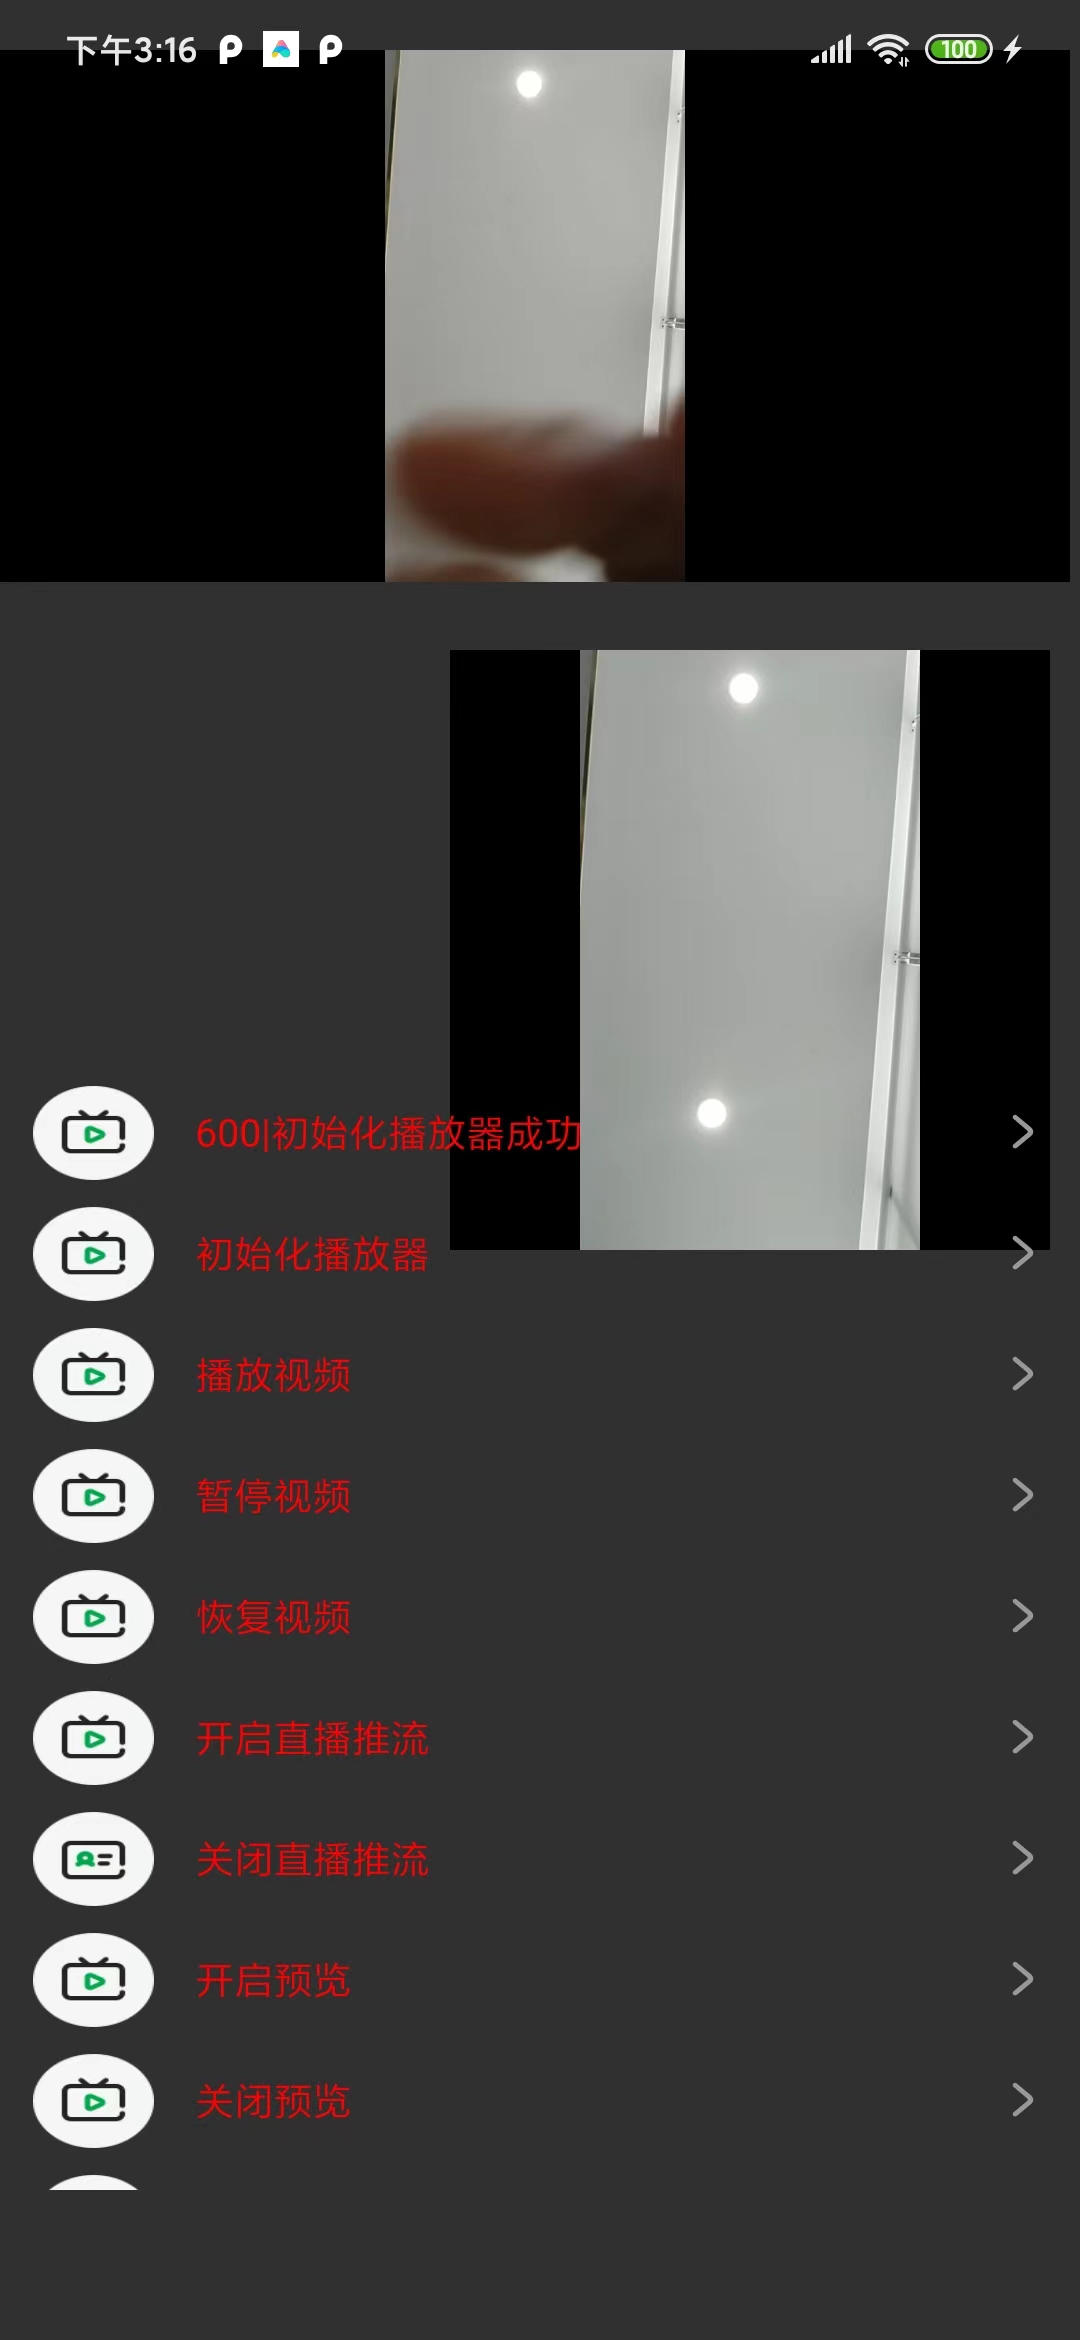 下午3:16
100
600|初始化播放器成功
初始化播放器
播放视频
暂停视频
恢复视频
开启直播推流
关闭直播推流
开启预览
关闭预览